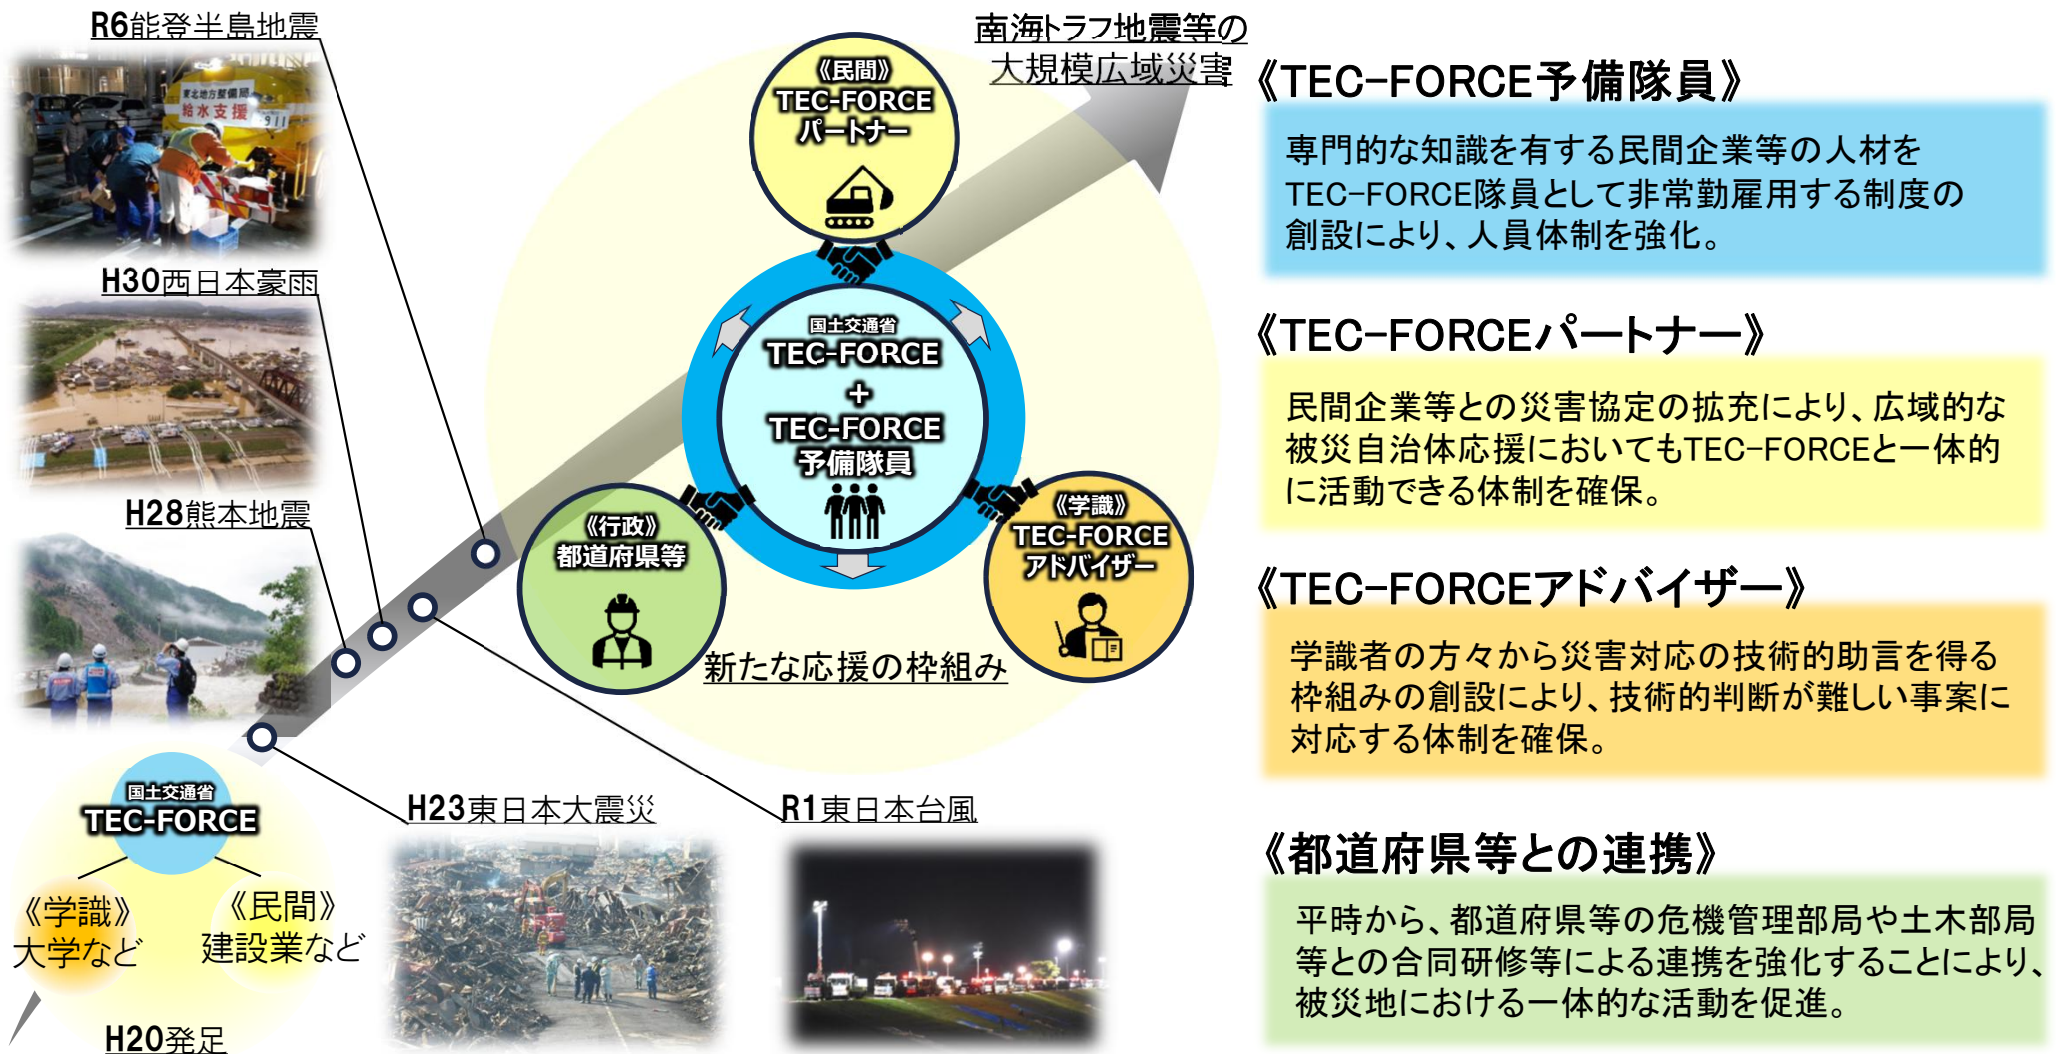 R6能登半島地震
東北地方整備局
給水支援
911
H30西日本豪雨
H28熊本地震
国土交通省
TEC-FORCE
《学識》
大学など
《民間》
建設業など
H20発足
H23東日本大震災
R1東日本台風
南海トラフ地震等の
大規模広域災害
《民間》
TEC-FORCE
パートナー
国土交通省
TEC-FORCE
+
TEC-FORCE
予備隊員
《行政》
都道府県等
《学識》
TEC-FORCE
アドバイザー
新たな応援の枠組み
《TEC-FORCE予備隊員》
専門的な知識を有する民間企業等の人材を
TEC-FORCE隊員として非常勤雇用する制度の
創設により、人員体制を強化。
《TEC-FORCEパートナー》
民間企業等との災害協定の拡充により、広域的な
被災自治体応援においてもTEC-FORCEと一体的
に活動できる体制を確保。
《TEC-FORCEアドバイザー》
学識者の方々から災害対応の技術的助言を得る
枠組みの創設により、技術的判断が難しい事案に
対応する体制を確保。
《都道府県等との連携》
平時から、都道府県等の危機管理部局や土木部局
等との合同研修等による連携を強化することにより、
被災地における一体的な活動を促進。